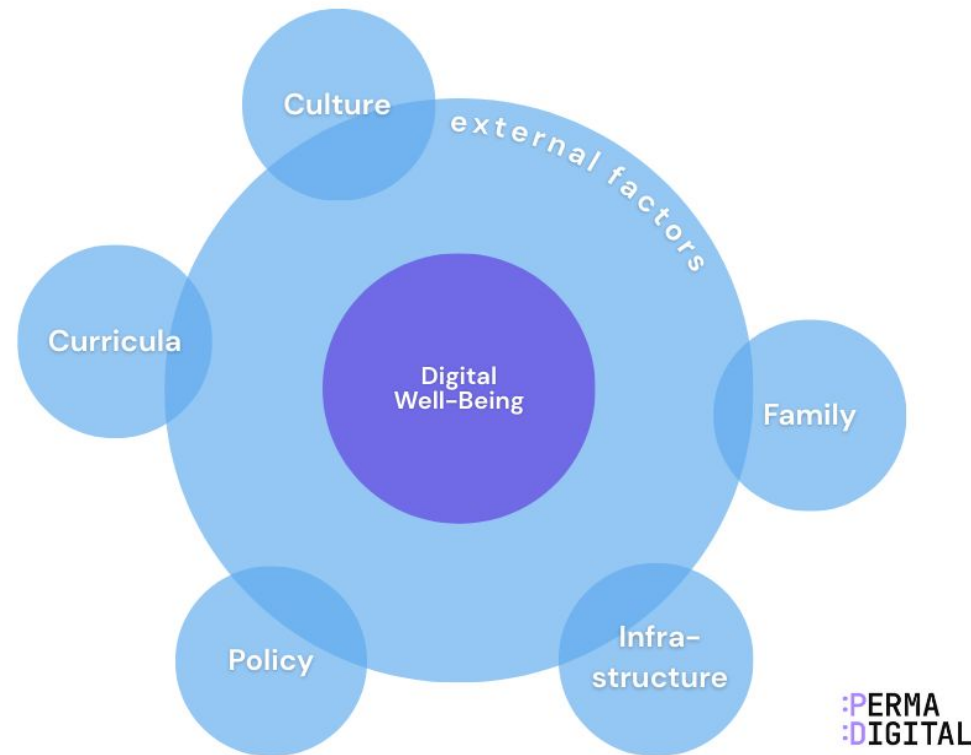 Culture
external factors
Curricula
Digital
Well-Being
Family
Infra-
structure
Policy
:PERMA
:DIGITAL